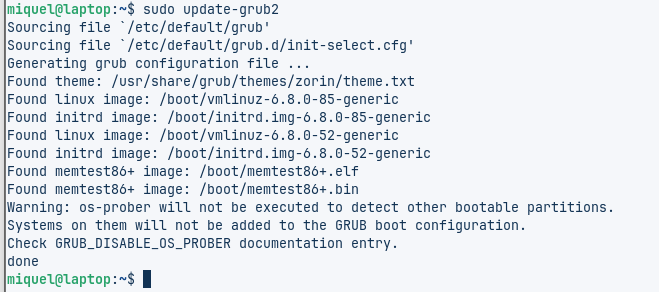 miquel@laptop:~$ sudo update-grub2
Sourcing file `/etc/default/grub'
Sourcing file `/etc/default/grub.d/init-select.cfg'
Generating grub configuration file ...
Found theme: /usr/share/grub/themes/zorin/theme.txt
Found linux image: /boot/vmlinuz-6.8.0-85-generic
Found initrd image: /boot/initrd.img-6.8.0-85-generic
Found linux image: /boot/vmlinuz-6.8.0-52-generic
Found initrd image: /boot/initrd.img-6.8.0-52-generic
Found memtest86+ image: /boot/memtest86+.elf
Found memtest86+ image: /boot/memtest86+.bin
Warning: os-prober will not be executed to detect other bootable partitions.
Systems on them will not be added to the GRUB boot configuration.
Check GRUB_DISABLE_OS_PROBER documentation entry.
done
miquel@laptop:~$